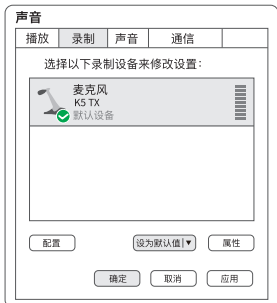 声音
播放 录制 声音 通信
选择以下录制设备来修改设置：
麦克风
K5 TX
默认设备
配置 设为默认值 属性
确定 取消 应用